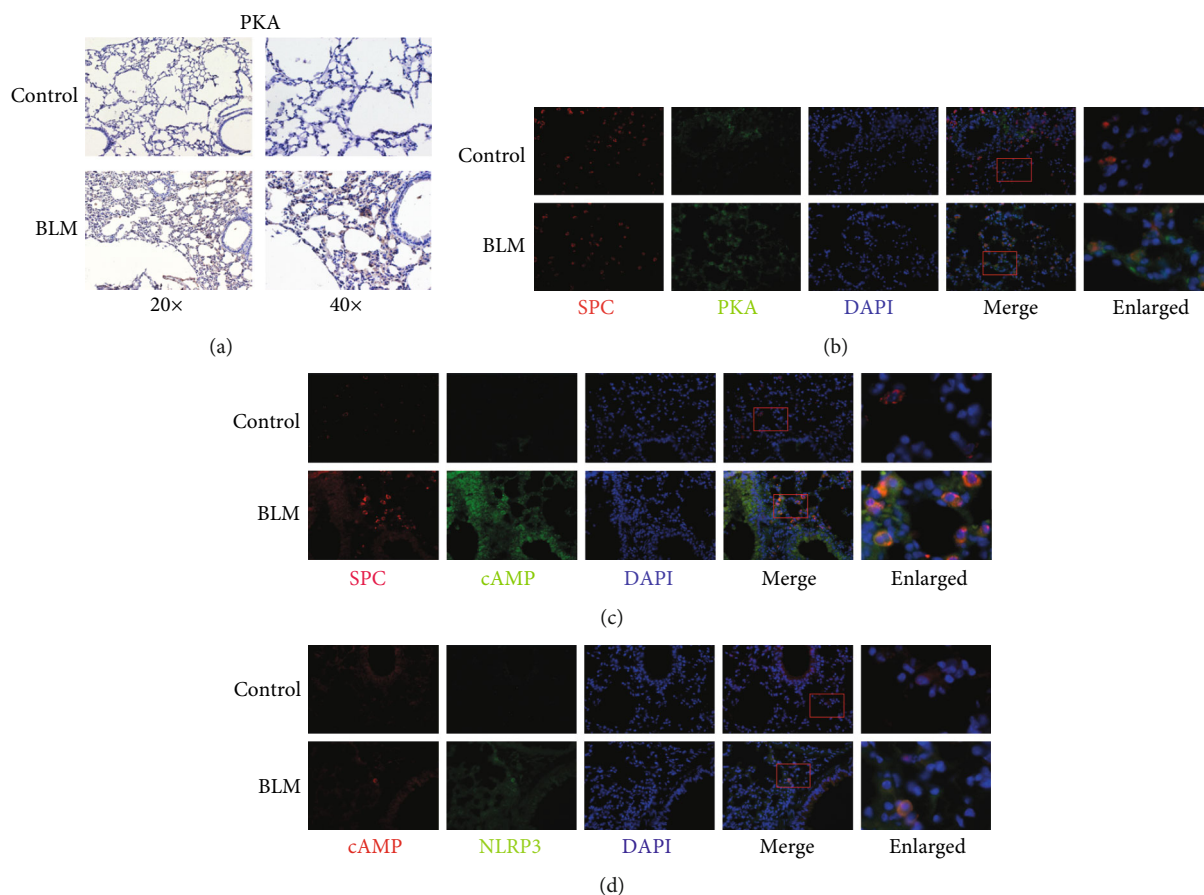 PKA
Control
BLM
20×
40×
(a)
Control
BLM
SPC
PKA
DAPI
Merge
Enlarged
(b)
Control
BLM
SPC
cAMP
DAPI
Merge
Enlarged
(c)
Control
BLM
cAMP
NLRP3
DAPI
Merge
Enlarged
(d)